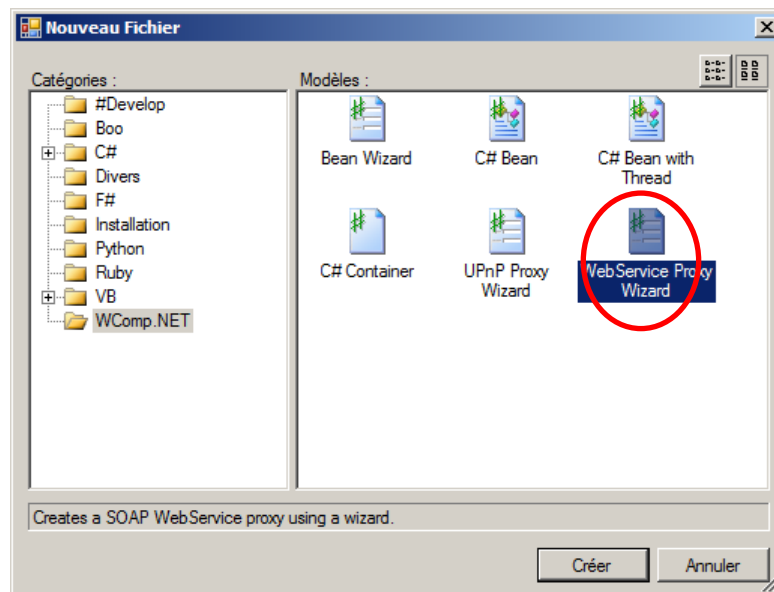 Nouveau Fichier
Catégories :
Modèles :
#Develop
Boo
C#
Divers
F#
Installation
Python
Ruby
VB
WComp.NET
Bean Wizard
C# Bean
C# Bean with
Thread
C# Container
UPnP Proxy
Wizard
WebService Proxy
Wizard
Creates a SOAP WebService proxy using a wizard.
Créer
Annuler